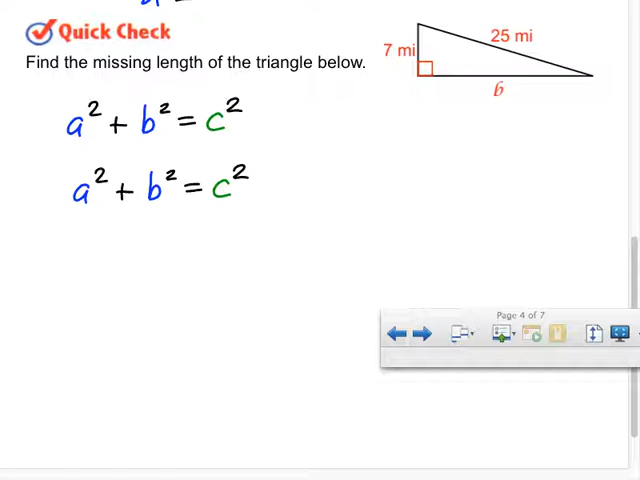 Quick Check
Find the missing length of the triangle below.
7 mi
25 mi
b
a² + b² = c²
a² + b² = c²
Page 4 of 7